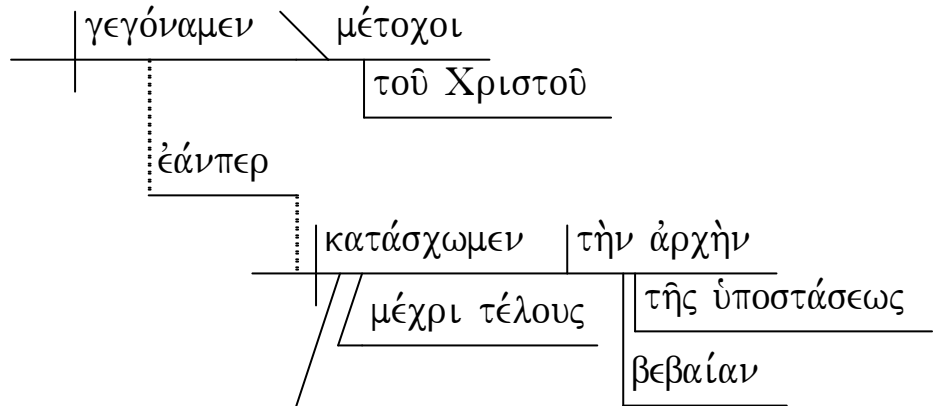 γεγόναμεν μέτοχοι
τοῦ Χριστοῦ
ἐάνπερ
κατάσχωμεν τὴν ἀρχὴν
τῆς ὑποστάσεως
μέχρι τέλους
βεβαίαν